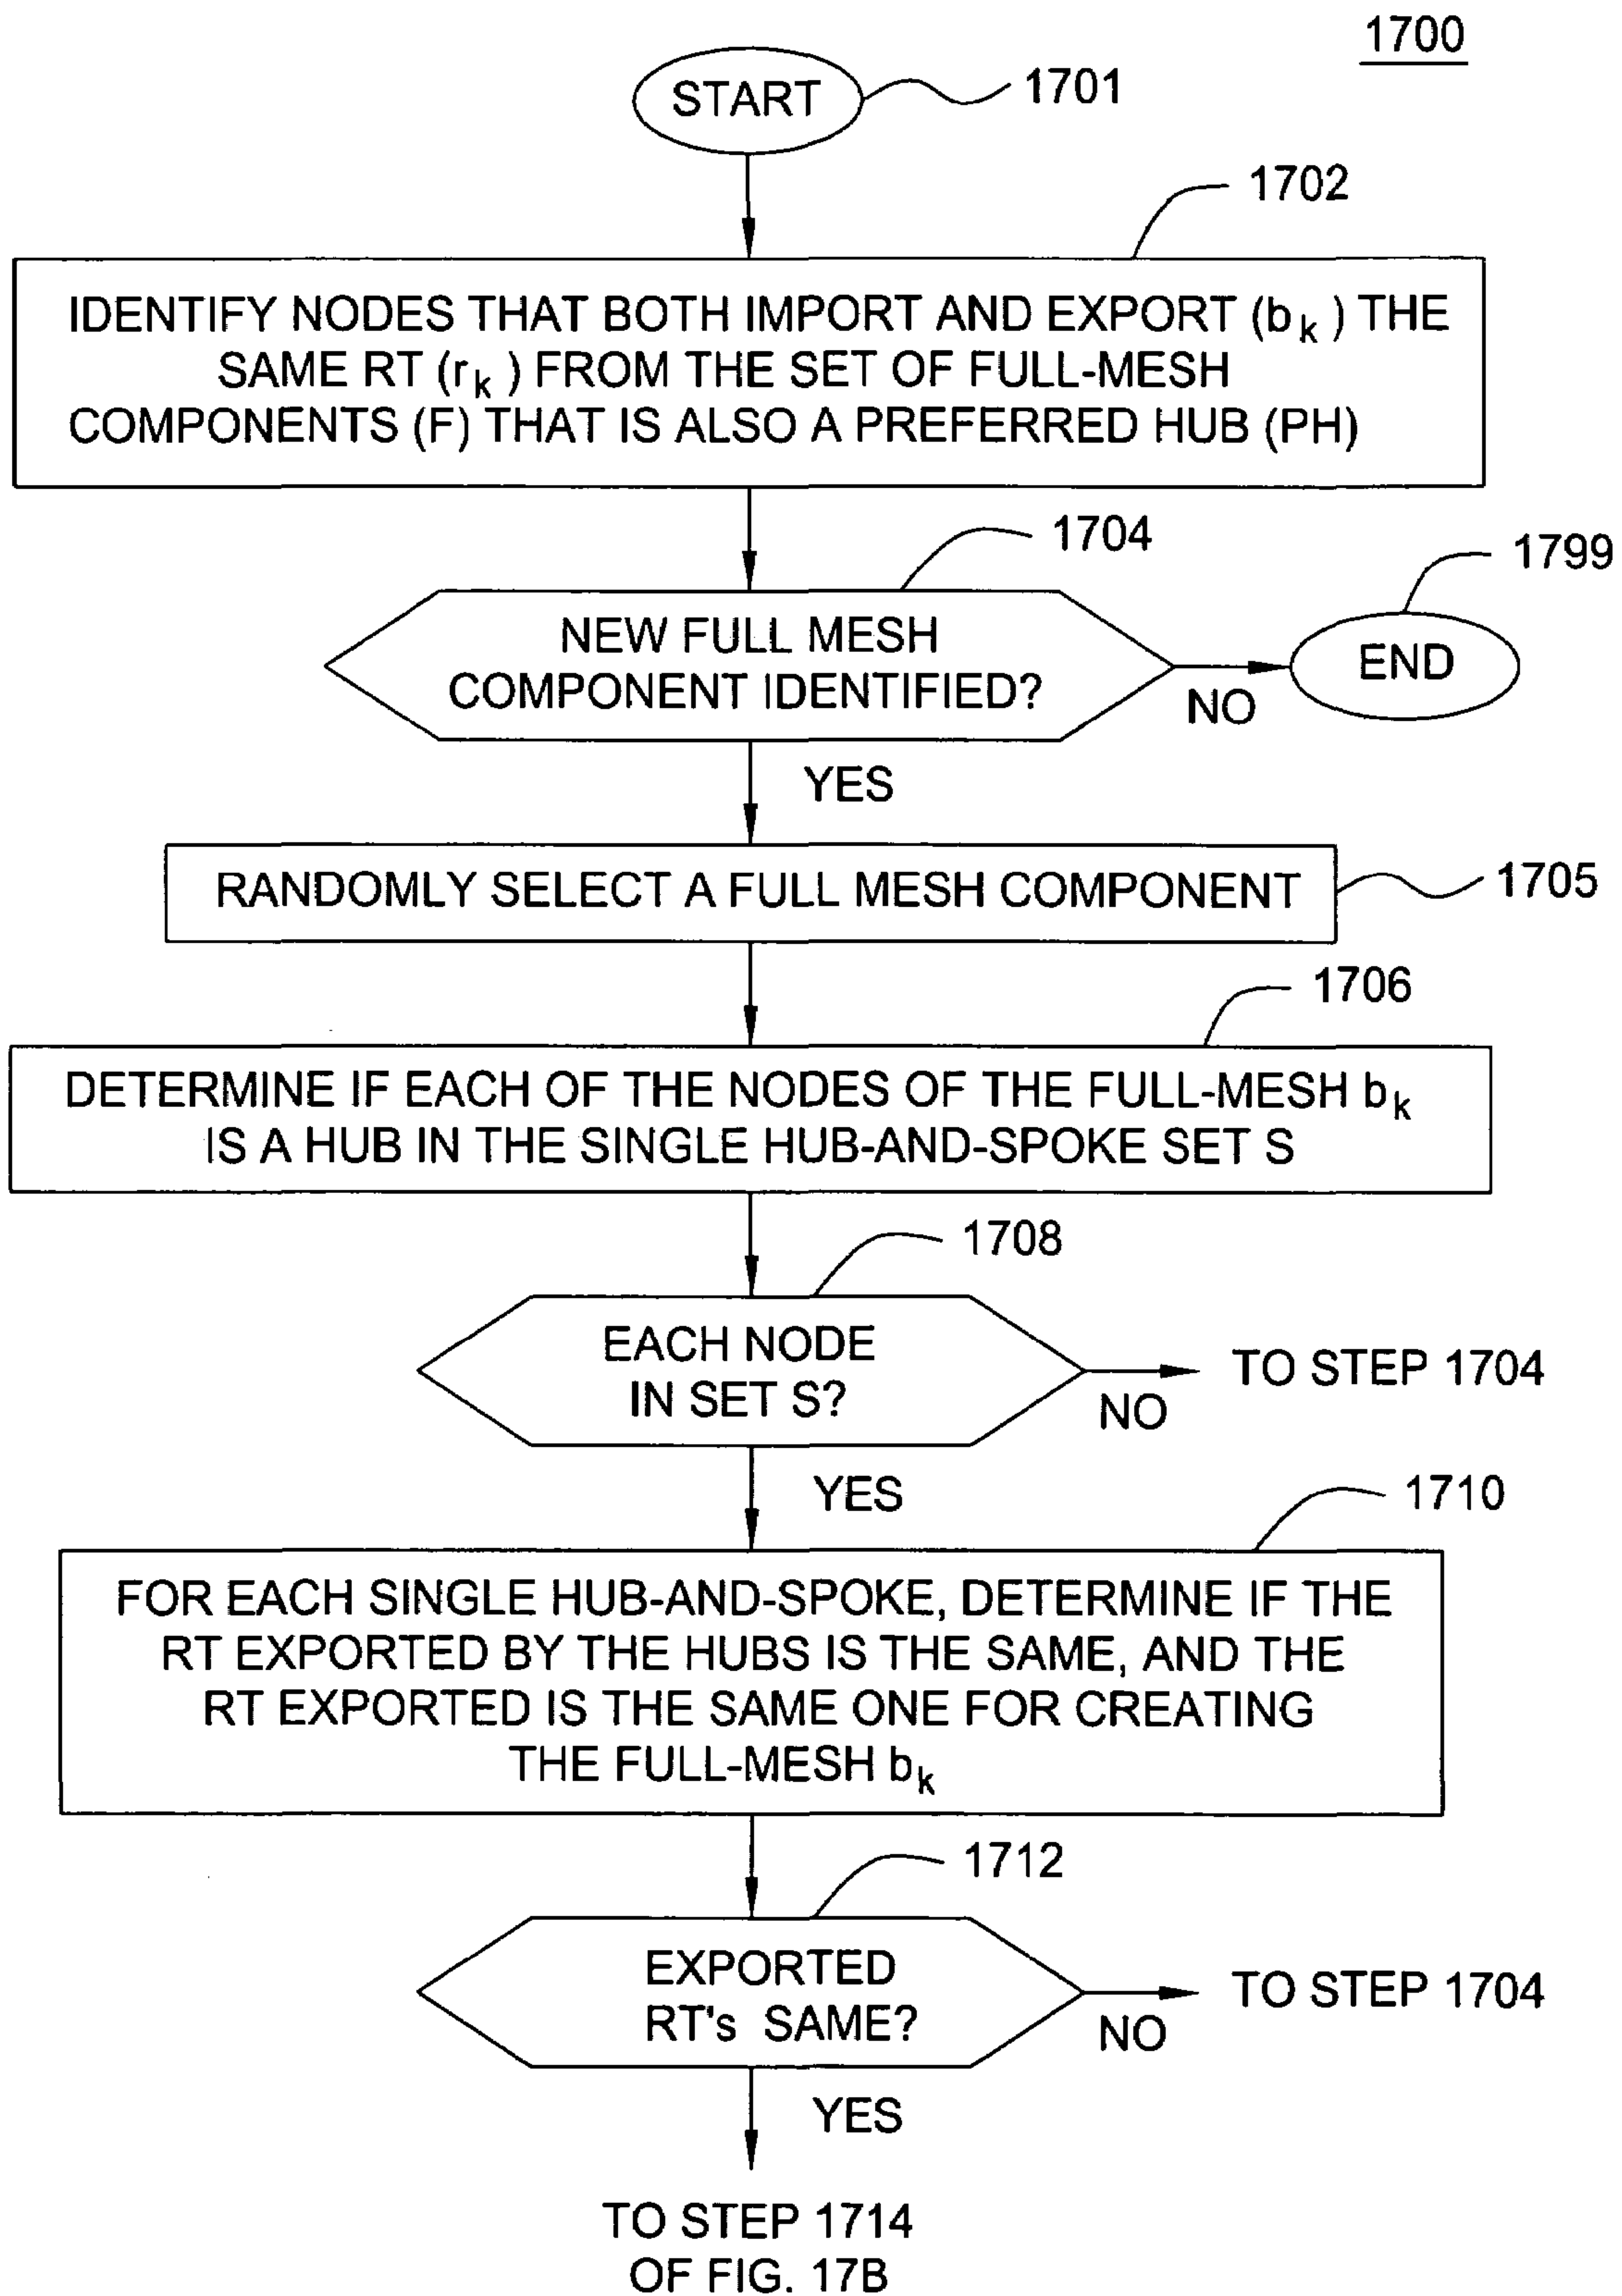 1700
START
1701
1702
IDENTIFY NODES THAT BOTH IMPORT AND EXPORT (bk) THE
SAME RT (rk) FROM THE SET OF FULL-MESH
COMPONENTS (F) THAT IS ALSO A PREFERRED HUB (PH)
1704
1799
NEW FULL MESH
COMPONENT IDENTIFIED?
END
NO
YES
RANDOMLY SELECT A FULL MESH COMPONENT
1705
1706
DETERMINE IF EACH OF THE NODES OF THE FULL-MESH bk
IS A HUB IN THE SINGLE HUB-AND-SPOKE SET S
1708
EACH NODE
IN SET S?
TO STEP 1704
NO
YES
1710
FOR EACH SINGLE HUB-AND-SPOKE, DETERMINE IF THE
RT EXPORTED BY THE HUBS IS THE SAME, AND THE
RT EXPORTED IS THE SAME ONE FOR CREATING
THE FULL-MESH bk
1712
EXPORTED
RT's SAME?
TO STEP 1704
NO
YES
TO STEP 1714
OF FIG. 17B